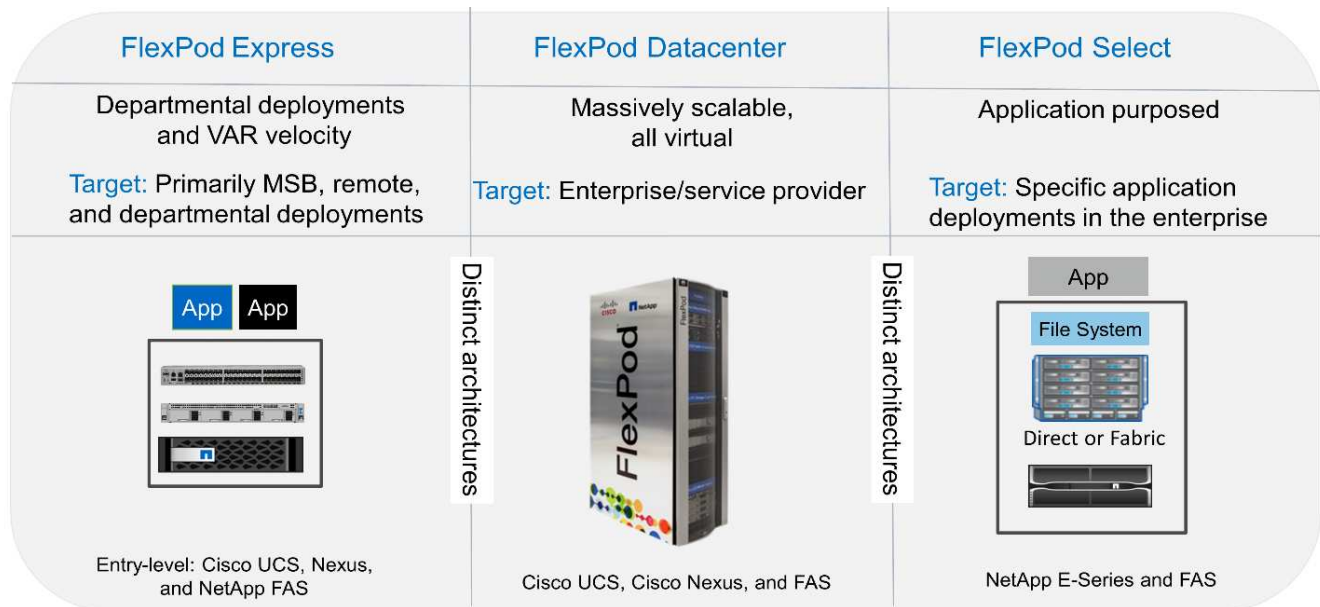 FlexPod Express
FlexPod Datacenter
FlexPod Select
Departmental deployments
and VAR velocity
Massively scalable,
all virtual
Application purposed
Target: Primarily MSB, remote,
and departmental deployments
Target: Enterprise/service provider
Target: Specific application
deployments in the enterprise
App
App
Distinct architectures
CISCO
NetApp
FlexPod
FlexPod
Distinct architectures
App
File System
Direct or Fabric
Entry-level: Cisco UCS, Nexus,
and NetApp FAS
Cisco UCS, Cisco Nexus, and FAS
NetApp E-Series and FAS